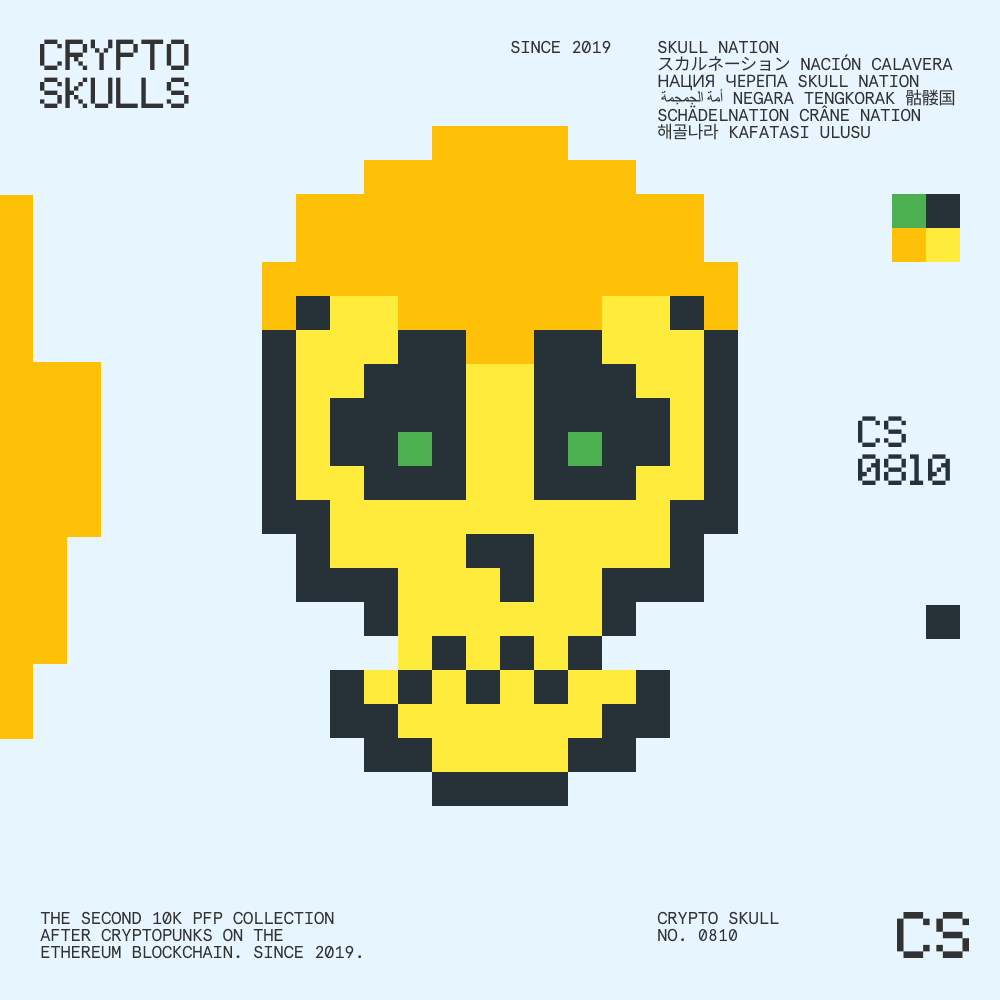 CRYPTO
SKULLS
SINCE 2019
SKULL NATION
スカルネーション NACIÓN CALAVERA
НАЦИЯ ЧЕРЕПА SKULL NATION
أمة الجمجمة NEGARA TENGKORAK 骷髅国
SCHÄDELNATION CRÂNE NATION
해골나라 KAFATASI ULUSU
CS
0810
THE SECOND 10K PFP COLLECTION
AFTER CRYPTOPUNKS ON THE
ETHEREUM BLOCKCHAIN. SINCE 2019.
CRYPTO SKULL
NO. 0810
CS